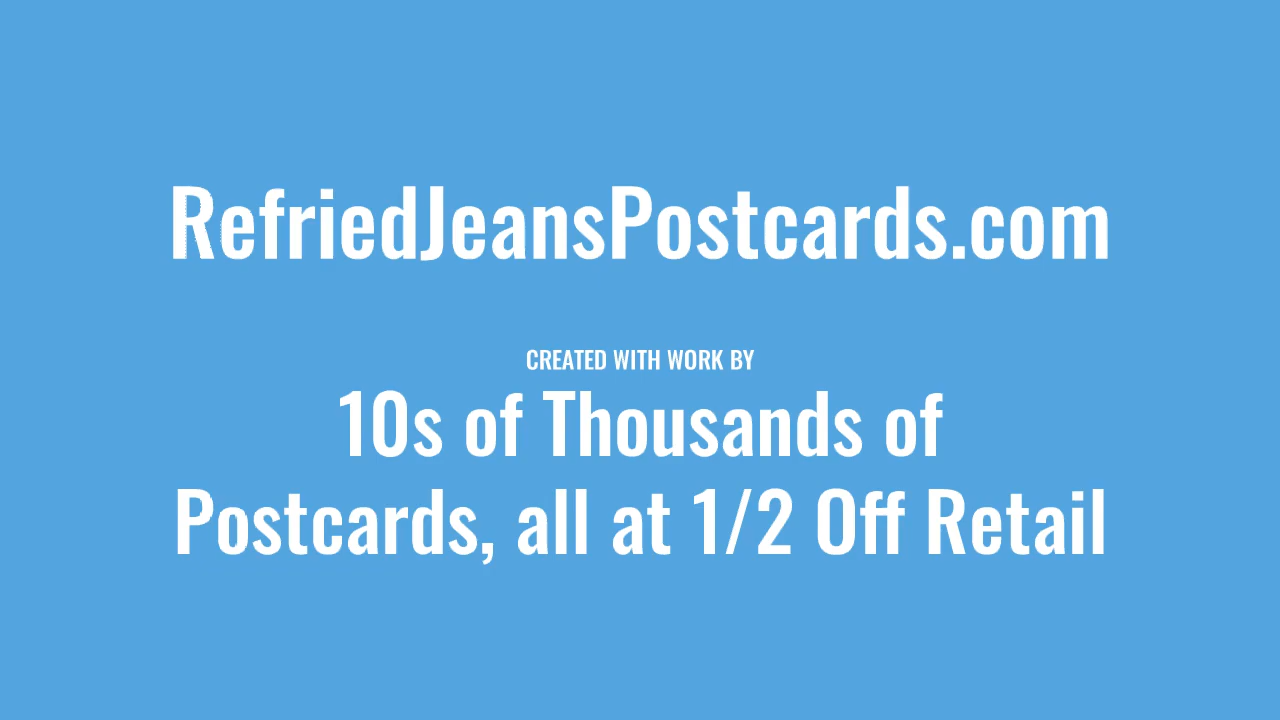 RefriedJeansPostcards.com
CREATED WITH WORK BY
10s of Thousands of
Postcards, all at 1/2 Off Retail